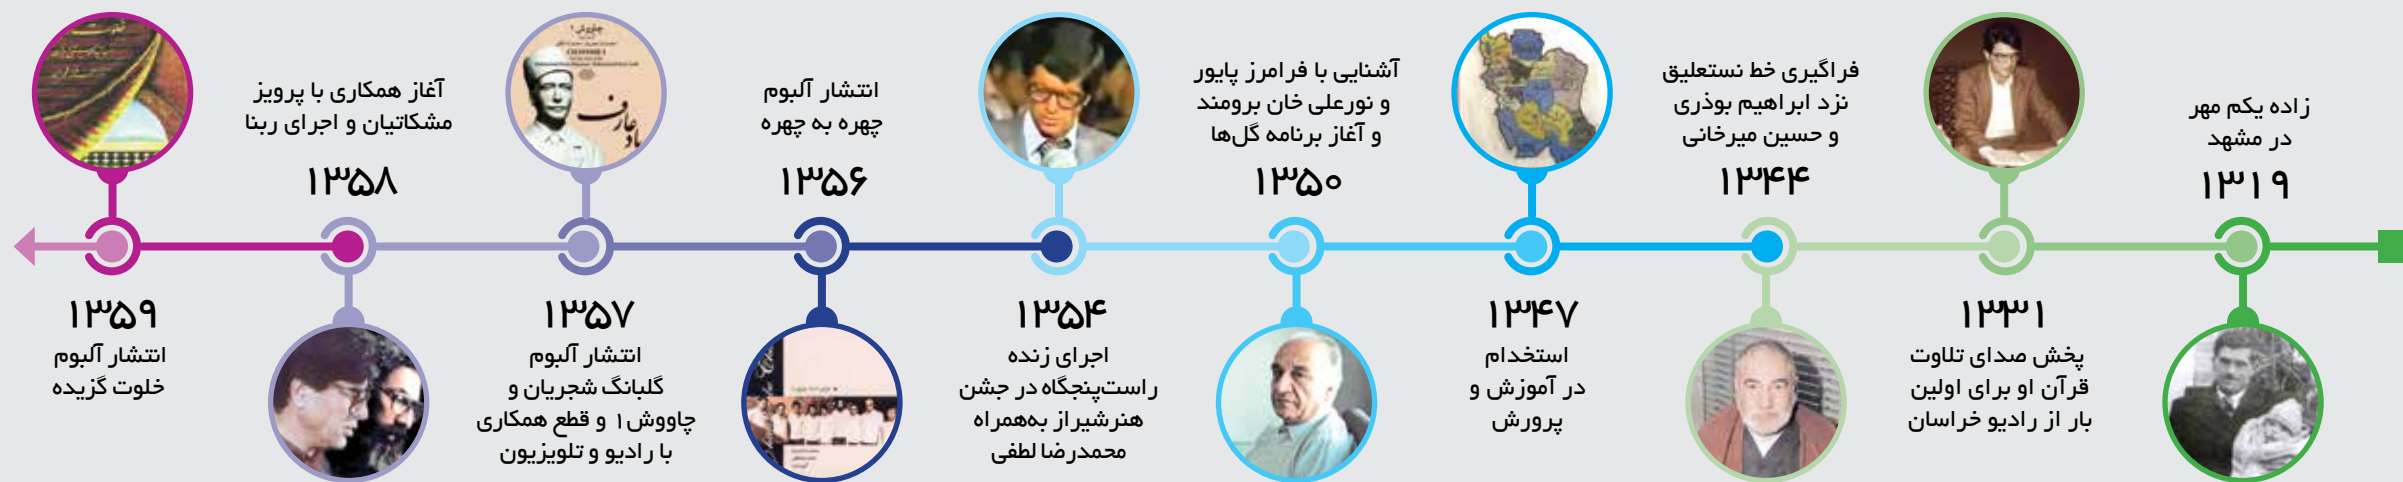 زاده یکم مهر
در مشهد
۱۳۱۹
۱۳۳۱
پخش صدای تلاوت
قرآن او برای اولین
بار از رادیو خراسان
فراگیری خط نستعلیق
نزد ابراهیم بوذری
و حسین میرخانی
۱۳۴۴
۱۳۴۷
استخدام
در آموزش و
پرورش
آشنایی با فرامرز پایور
و نورعلی خان برومند
و آغاز برنامه گل‌ها
۱۳۵۰
۱۳۵۴
اجرای زنده
راست‌پنجگاه در جشن
هنرشیراز به‌همراه
محمدرضا لطفی
انتشار آلبوم
چهره به چهره
۱۳۵۶
چاووش ۱
یاد عارف
۱۳۵۷
انتشار آلبوم
گلبانگ شجریان و
چاووش۱ و قطع همکاری
با رادیو و تلویزیون
آغاز همکاری با پرویز
مشکاتیان و اجرای ربنا
۱۳۵۸
۱۳۵۹
انتشار آلبوم
خلوت گزیده